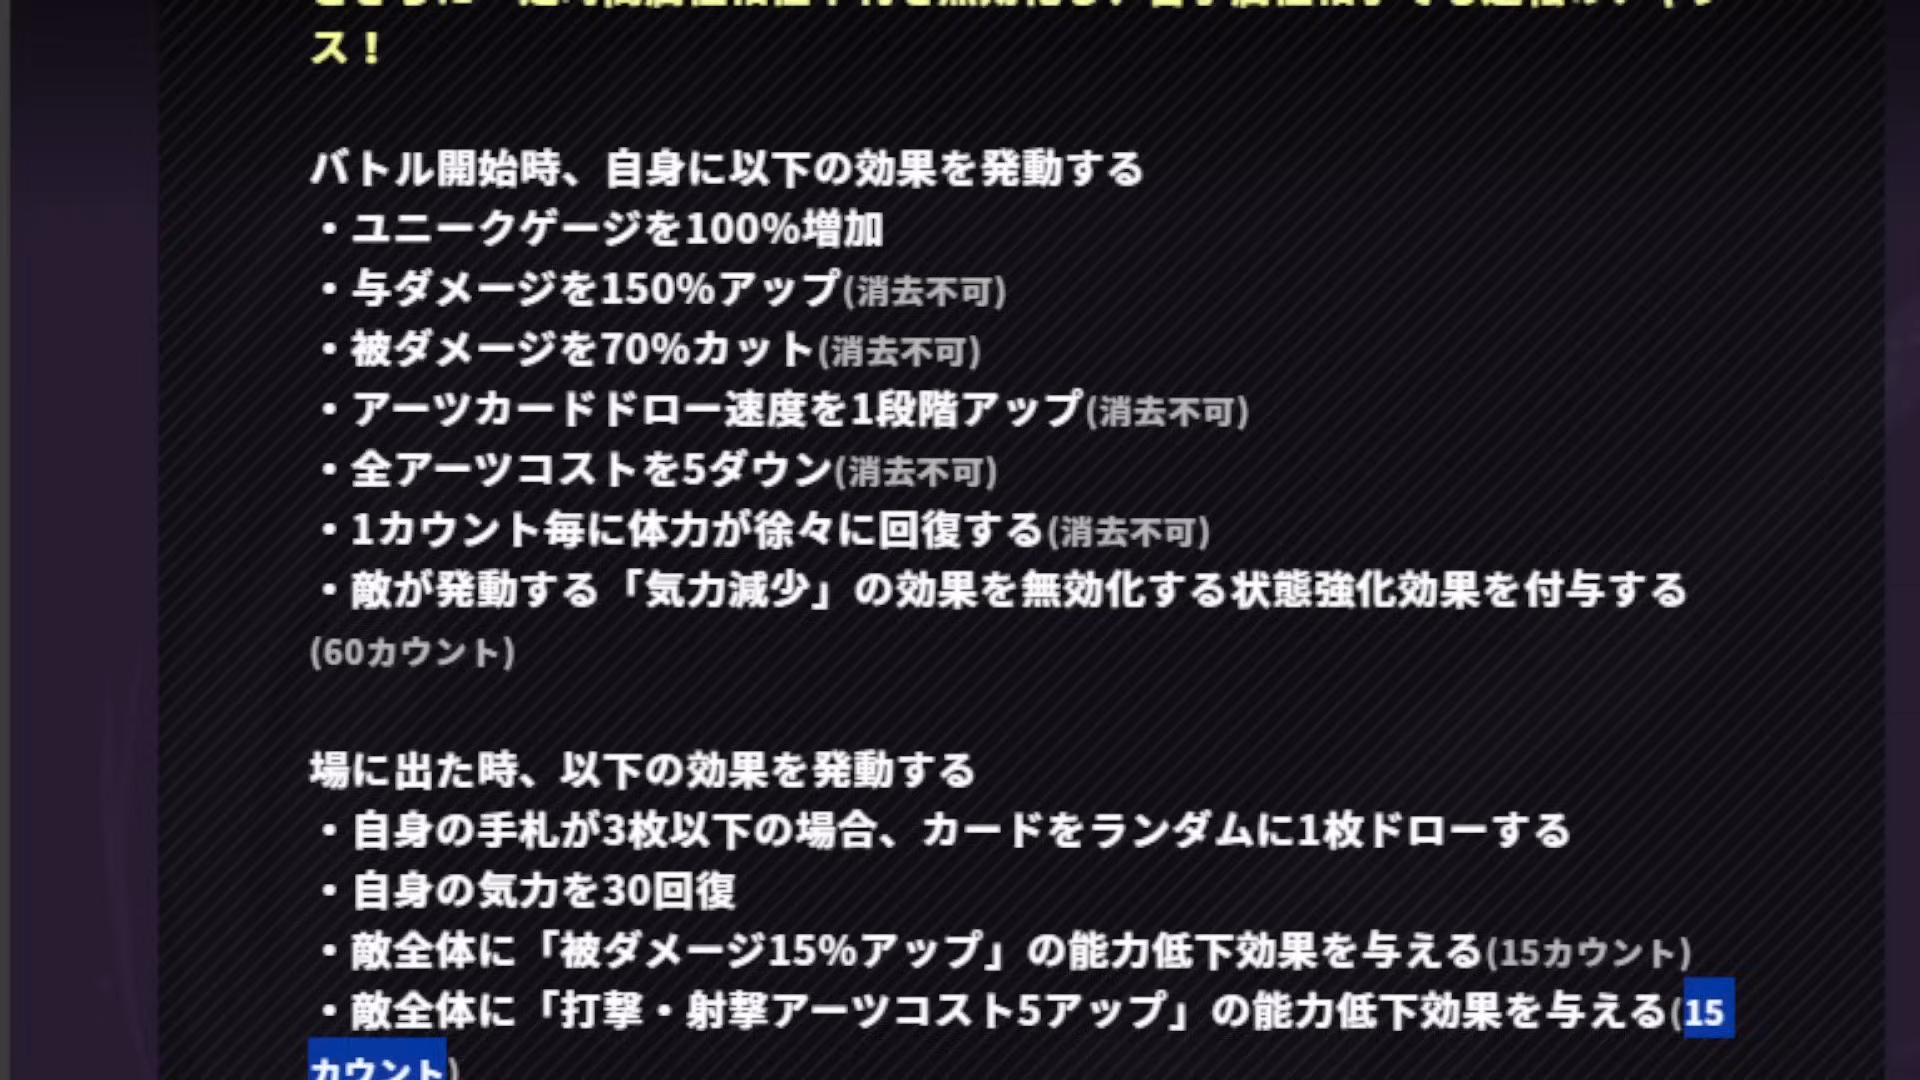 ス！
バトル開始時、自身に以下の効果を発動する
・ユニークゲージを100%増加
・与ダメージを150%アップ(消去不可)
・被ダメージを70%カット(消去不可)
・アーツカードドロー速度を1段階アップ(消去不可)
・全アーツコストを5ダウン(消去不可)
・1カウント毎に体力が徐々に回復する(消去不可)
・敵が発動する「気力減少」の効果を無効化する状態強化効果を付与する
(60カウント)
場に出た時、以下の効果を発動する
・自身の手札が3枚以下の場合、カードをランダムに1枚ドローする
・自身の気力を30回復
・敵全体に「被ダメージ15%アップ」の能力低下効果を与える(15カウント)
・敵全体に「打撃・射撃アーツコスト5アップ」の能力低下効果を与える(15
カウント)